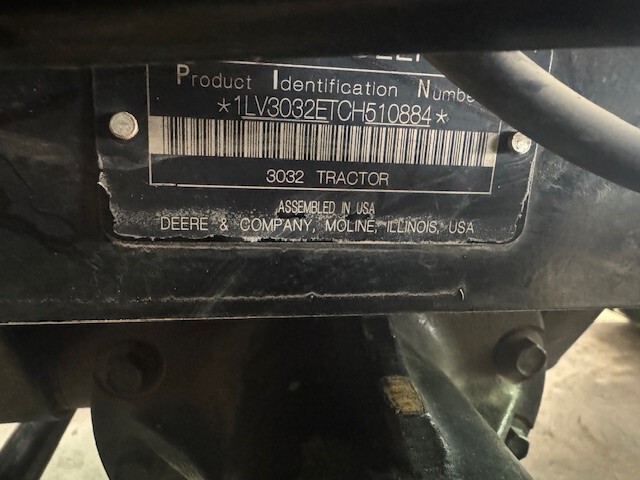 Product Identification Number
*1LV3032ETCH510884*
3032 TRACTOR
ASSEMBLED IN USA
DEERE & COMPANY, MOLINE, ILLINOIS, USA